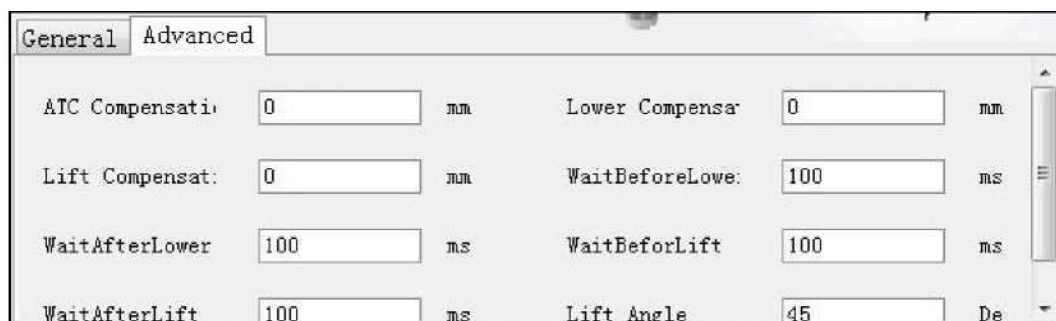 General Advanced
ATC Compensati 0 mm Lower Compensa 0 mm
Lift Compensat: 0 mm WaitBeforeLowe: 100 ms
WaitAfterLower 100 ms WaitBeforLift 100 ms
WaitAfterLift 100 ms Lift Angle 45 De